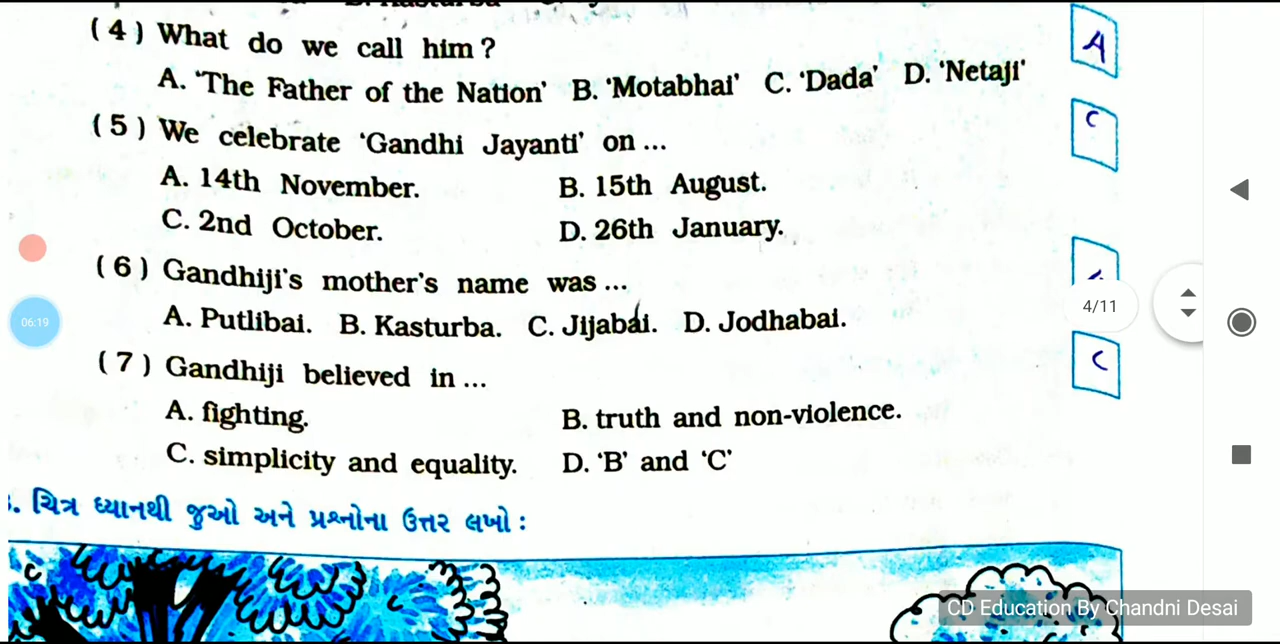 ( 4 ) What do we call him ? A
A. 'The Father of the Nation' B. 'Motabhai' C. 'Dada' D. 'Netaji'
( 5 ) We celebrate 'Gandhi Jayanti' on ... C
A. 14th November. B. 15th August.
C. 2nd October. D. 26th January.
( 6 ) Gandhiji's mother's name was ...
4/11
A. Putlibai. B. Kasturba. C. Jijabai. D. Jodhabai.
06:19
( 7 ) Gandhiji believed in ... C
A. fighting. B. truth and non-violence.
C. simplicity and equality. D. 'B' and 'C'
. ચિત્ર ધ્યાનથી જુઓ અને પ્રશ્નોના ઉત્તર લખો :
CD Education By Chandni Desai